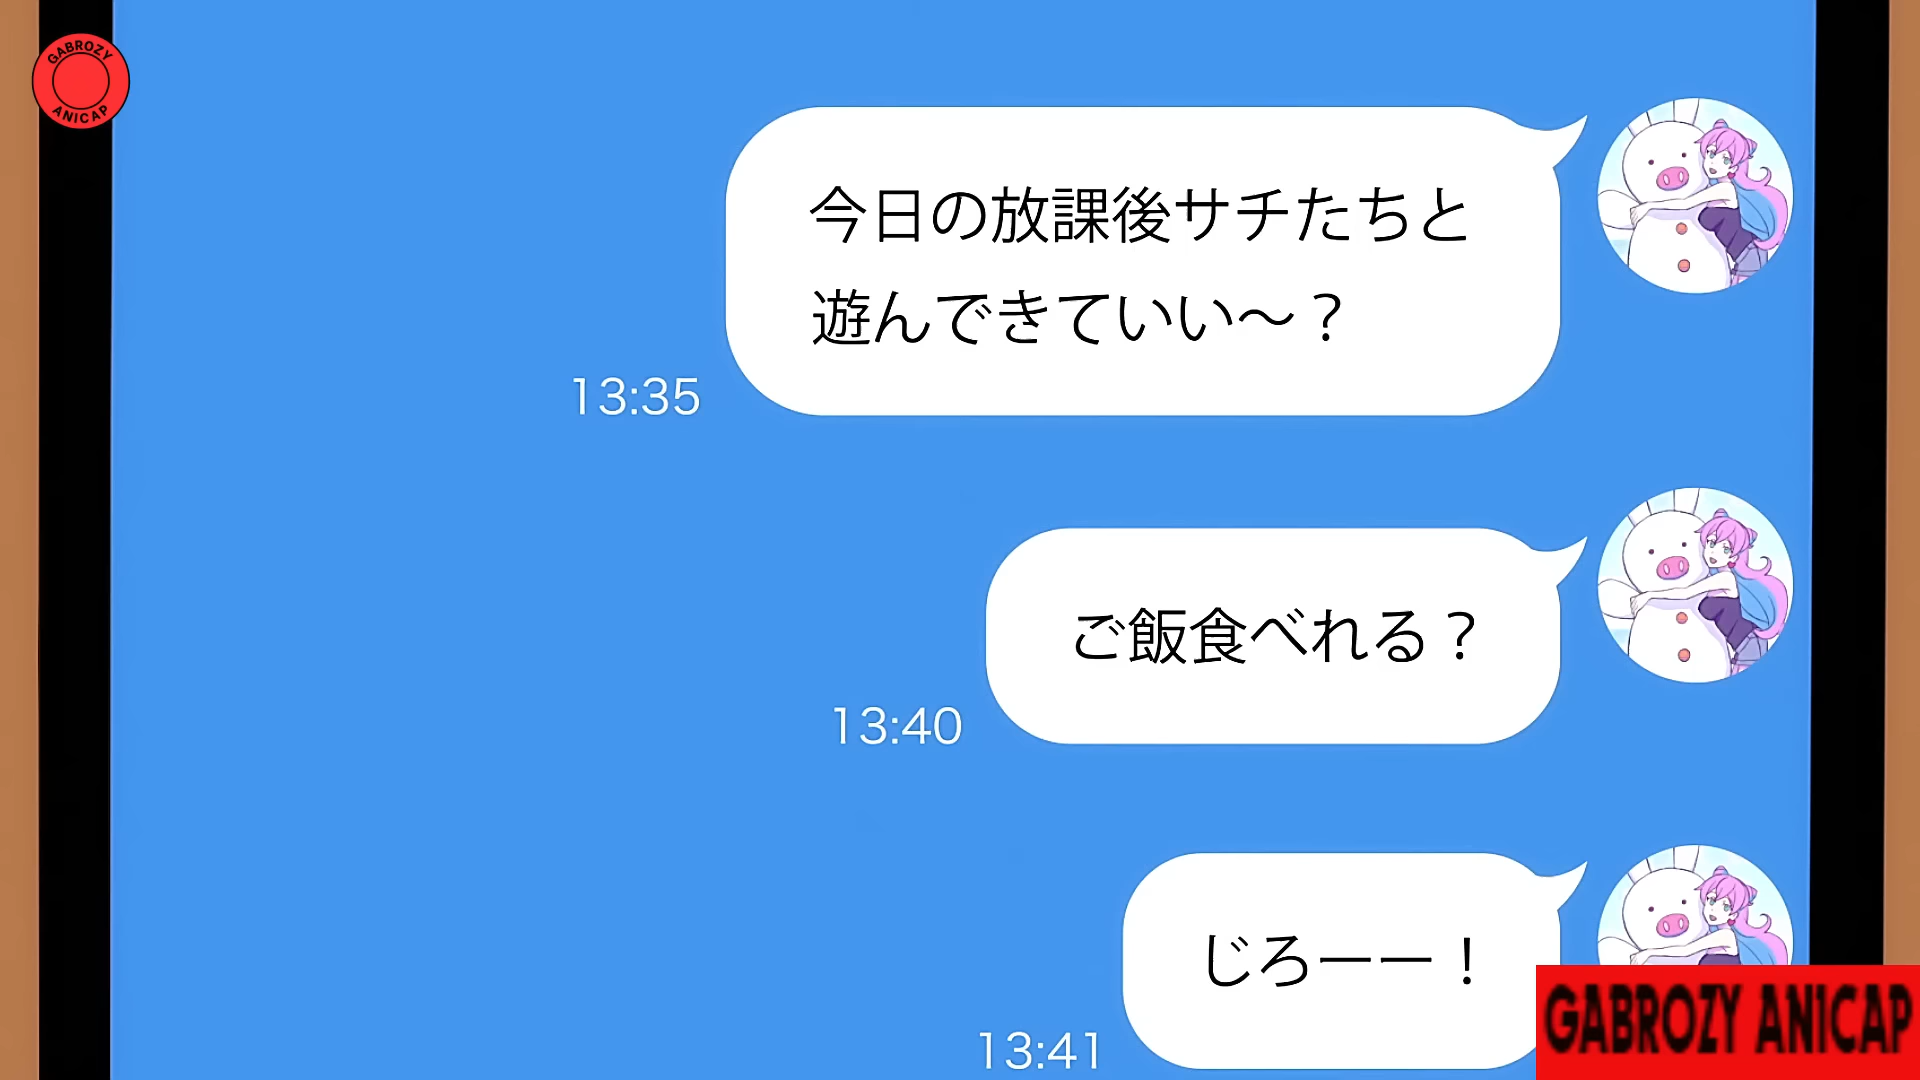 GABROZY
ANICAP
今日の放課後サチたちと
遊んできていい～？
13:35
ご飯食べれる？
13:40
じろーー！
13:41
GABROZY ANICAP